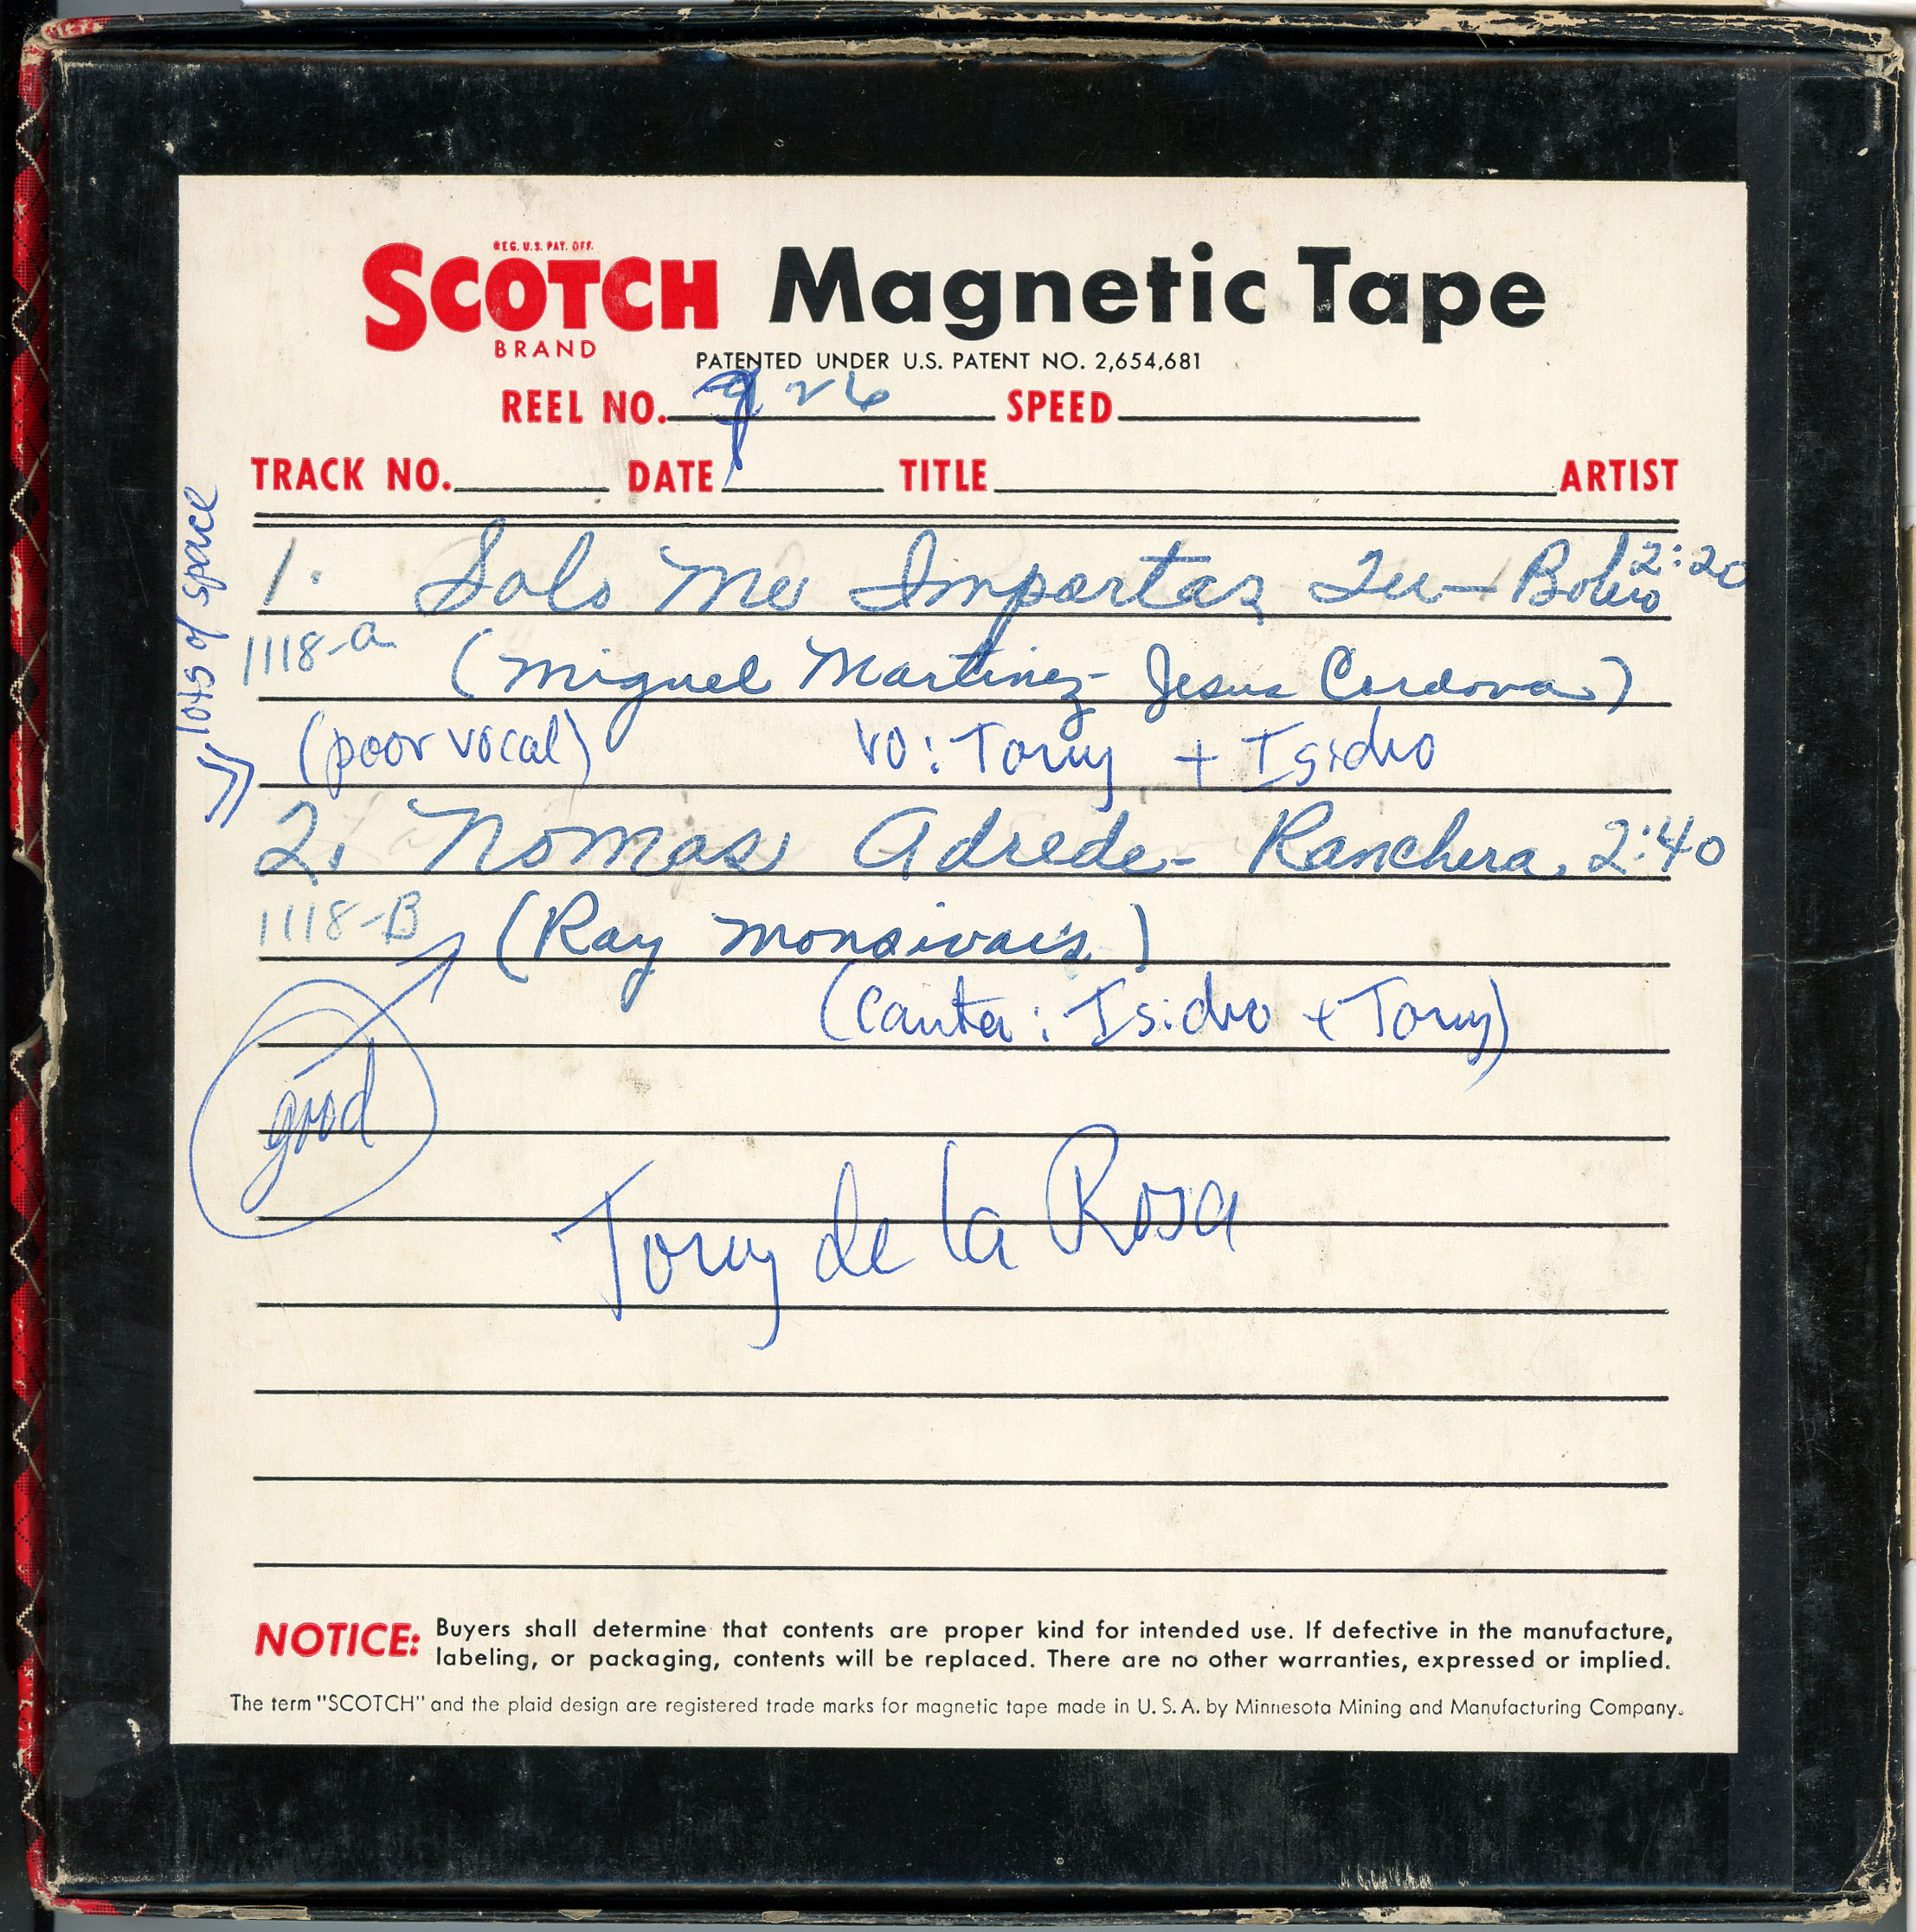 REG. U.S. PAT. OFF.
SCOTCH Magnetic Tape
BRAND
PATENTED UNDER U.S. PATENT NO. 2,654,681
REEL NO. 926 SPEED
TRACK NO. DATE TITLE ARTIST
lots of space
1. Solo Me Importas Tu - Bolero 2:20
1118-a (Miguel Martinez - Jesus Cordova)
(poor vocal) vo: Tony + Isidro
2. Nomas Adrede - Ranchera. 2:40
1118-B (Ray Monsivais)
(Canta: Isidro + Tony)
good
Tony de la Rosa
NOTICE: Buyers shall determine that contents are proper kind for intended use. If defective in the manufacture,
labeling, or packaging, contents will be replaced. There are no other warranties, expressed or implied.
The term "SCOTCH" and the plaid design are registered trade marks for magnetic tape made in U.S.A. by Minnesota Mining and Manufacturing Company.